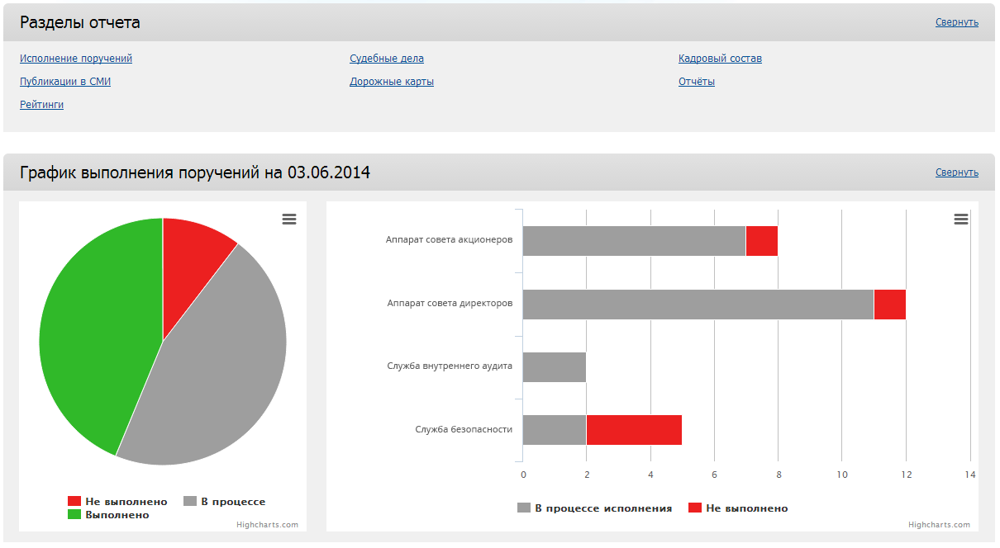 Разделы отчета
Свернуть
Исполнение поручений
Судебные дела
Кадровый состав
Публикации в СМИ
Дорожные карты
Отчёты
Рейтинги
График выполнения поручений на 03.06.2014
Свернуть
Не выполнено
В процессе
Выполнено
Highcharts.com
Аппарат совета акционеров
Аппарат совета директоров
Служба внутреннего аудита
Служба безопасности
0 2 4 6 8 10 12 14
В процессе исполнения
Не выполнено
Highcharts.com